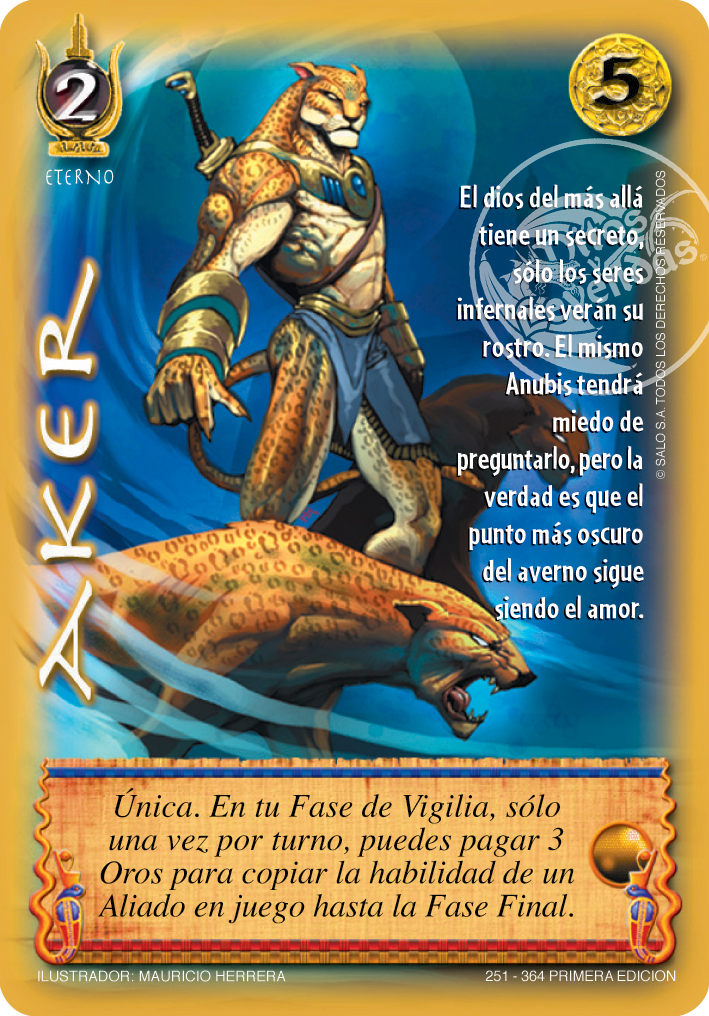 2
5
ETERNO
AKER
El dios del más allá
tiene un secreto,
sólo los seres
infernales verán su
rostro. El mismo
Anubis tendrá
miedo de
preguntarlo, pero la
verdad es que el
punto más oscuro
del averno sigue
siendo el amor.
© SALO S.A. TODOS LOS DERECHOS RESERVADOS
Única. En tu Fase de Vigilia, sólo
una vez por turno, puedes pagar 3
Oros para copiar la habilidad de un
Aliado en juego hasta la Fase Final.
ILUSTRADOR: MAURICIO HERRERA
251 - 364 PRIMERA EDICION